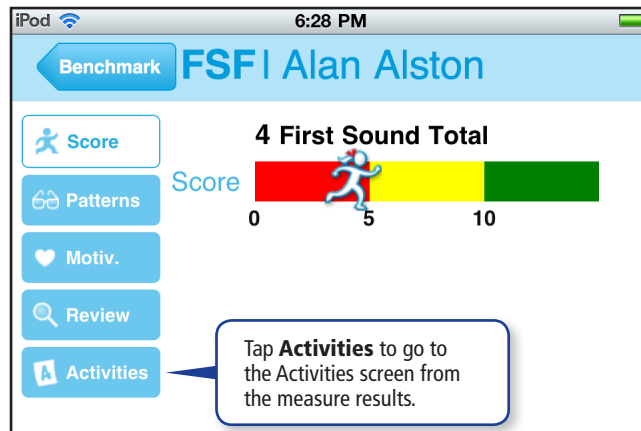 iPod 6:28 PM
Benchmark FSF| Alan Alston
Score
Patterns
Motiv.
Review
Activities
4 First Sound Total
Score
0 5 10
Tap Activities to go to
the Activities screen from
the measure results.